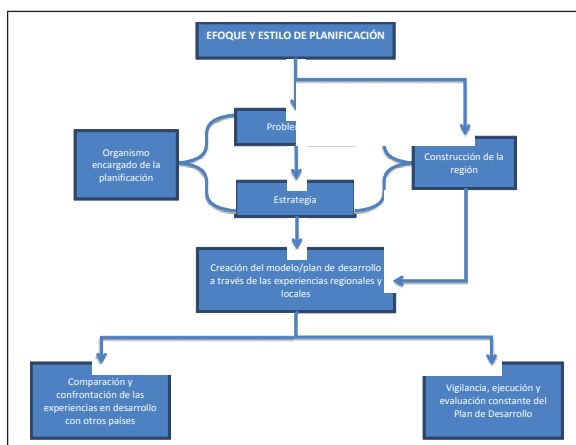 EFOQUE Y ESTILO DE PLANIFICACIÓN
Organismo
encargado de la
planificación
Construcción de la
región
Estrategia
Creación del modelo/plan de desarrollo
a través de las experiencias regionales y
locales
Comparación y
confrontación de las
experiencias en desarrollo
con otros países
Vigilancia, ejecución y
evaluación constante del
Plan de Desarrollo